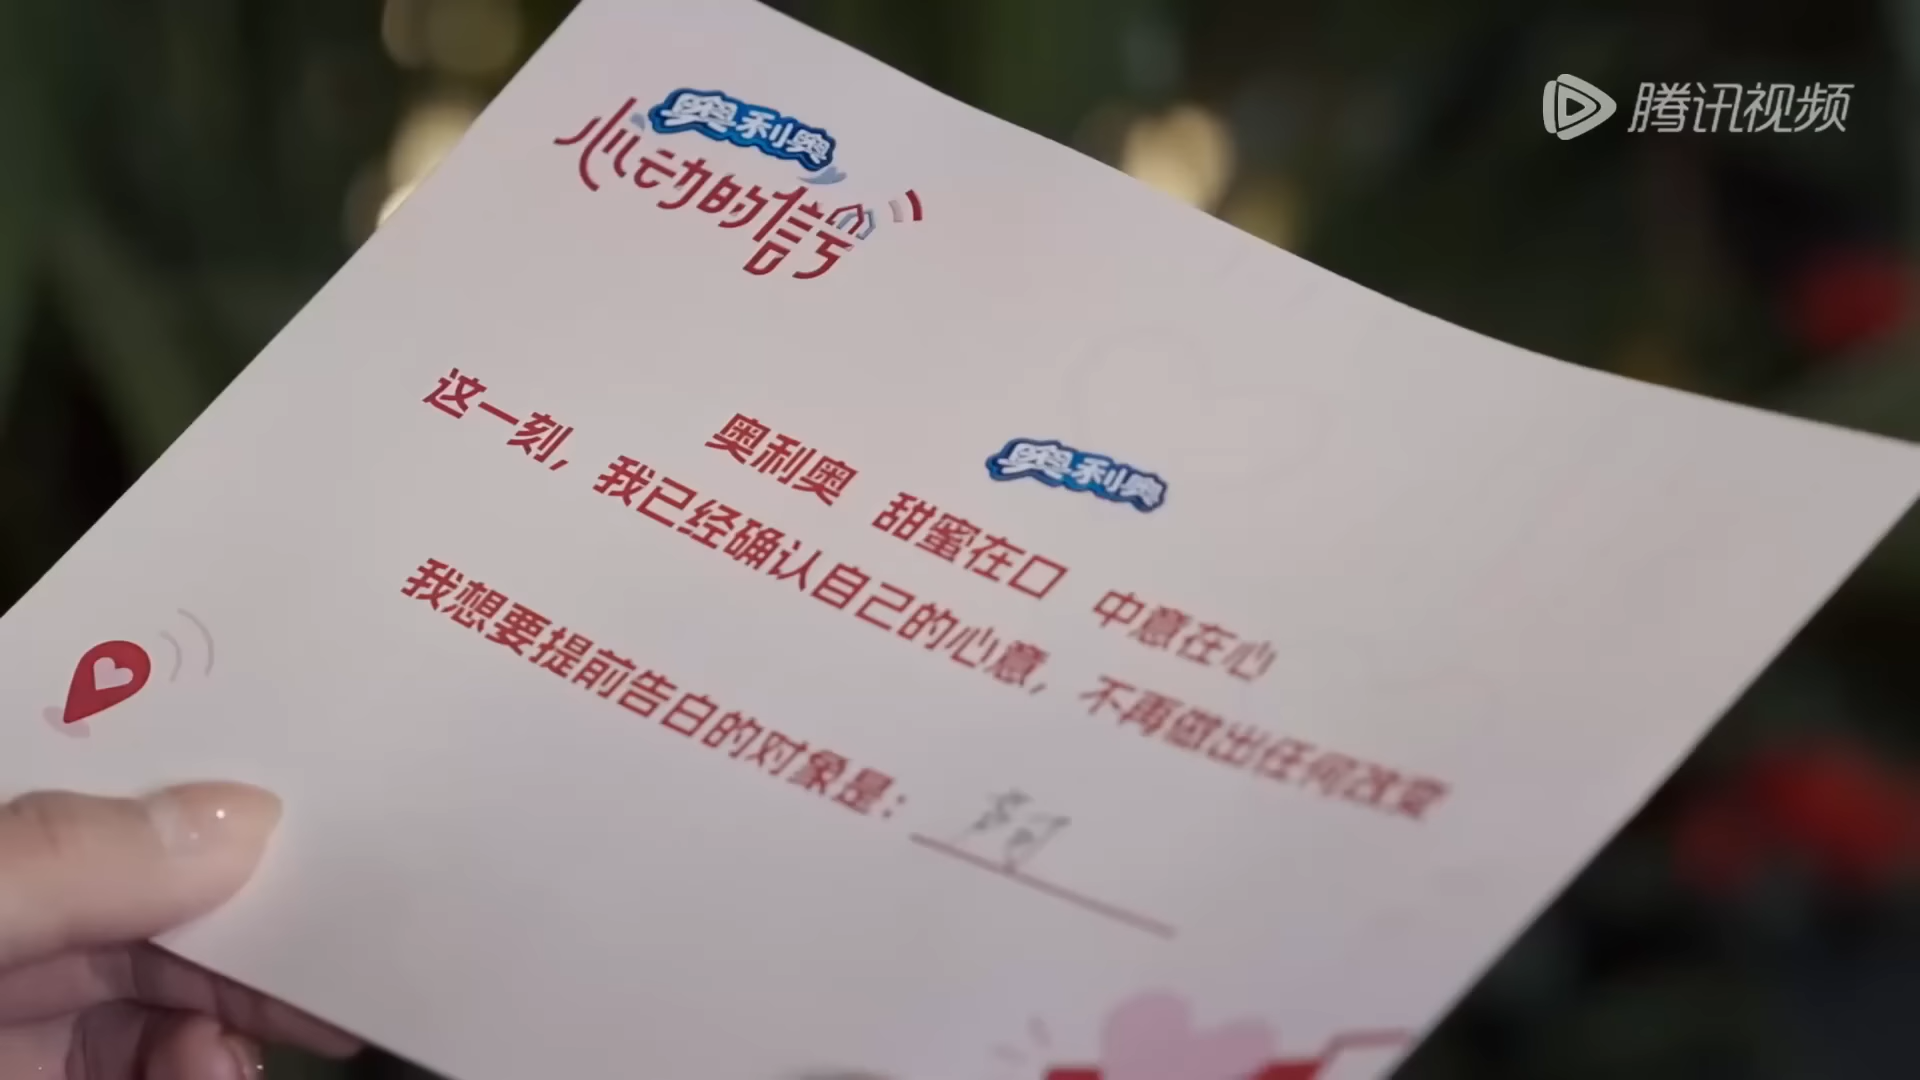 腾讯视频
奥利奥
心动的信号
奥利奥
奥利奥 甜蜜在口 中意在心
这一刻，我已经确认自己的心意，不再做出任何改变
我想要提前告白的对象是：